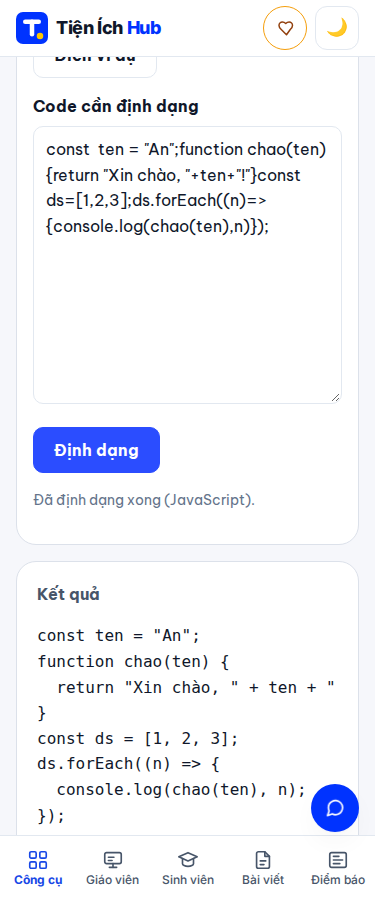 Tiện Ích Hub
Điền ví dụ
Code cần định dạng
const  ten = "An";function chao(ten)
{return "Xin chào, "+ten+"!"}const
ds=[1,2,3];ds.forEach((n)=>
{console.log(chao(ten),n)});
Định dạng
Đã định dạng xong (JavaScript).
Kết quả
const ten = "An";
function chao(ten) {
  return "Xin chào, " + ten + "
}
const ds = [1, 2, 3];
ds.forEach((n) => {
  console.log(chao(ten), n);
});
Công cụ
Giáo viên
Sinh viên
Bài viết
Điểm báo